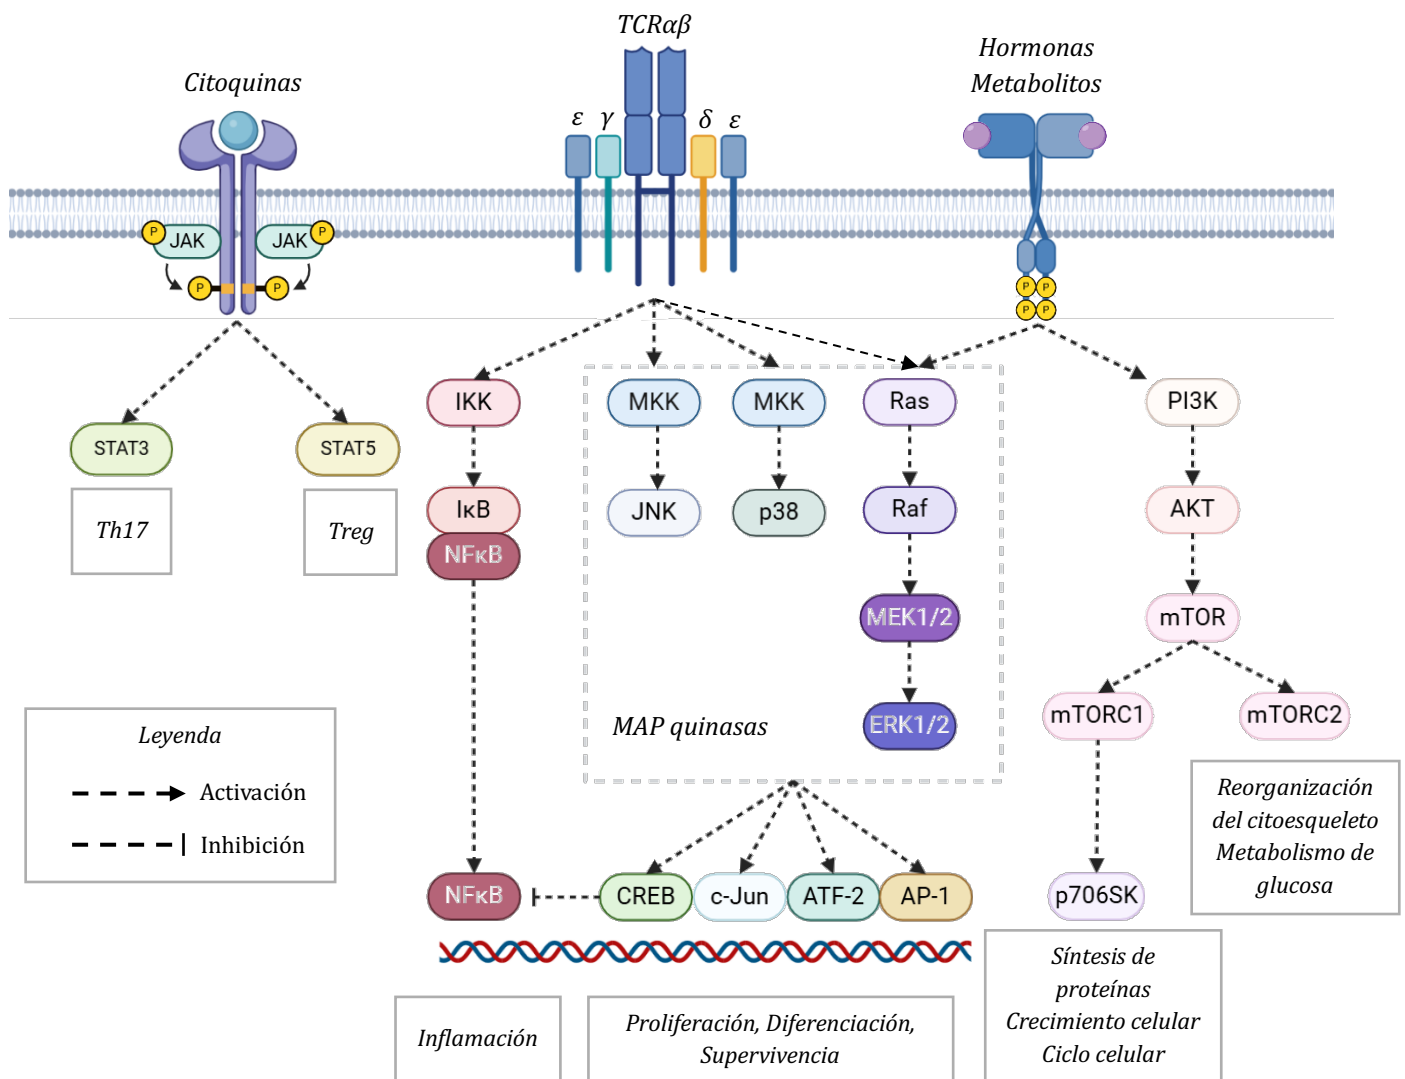 TCRαβ
Hormonas
Metabolitos
Citoquinas
ε γ δ ε
P JAK JAK P
P P
P P
P P
IKK
MKK
MKK
Ras
PI3K
STAT3
STAT5
IκB
NFκB
JNK
p38
Raf
AKT
Th17
Treg
MEK1/2
mTOR
ERK1/2
mTORC1
mTORC2
MAP quinasas
Leyenda
Activación
Inhibición
Reorganización
del citoesqueleto
Metabolismo de
glucosa
NFκB
CREB
c-Jun
ATF-2
AP-1
p706SK
Síntesis de
proteínas
Crecimiento celular
Ciclo celular
Inflamación
Proliferación, Diferenciación,
Supervivencia